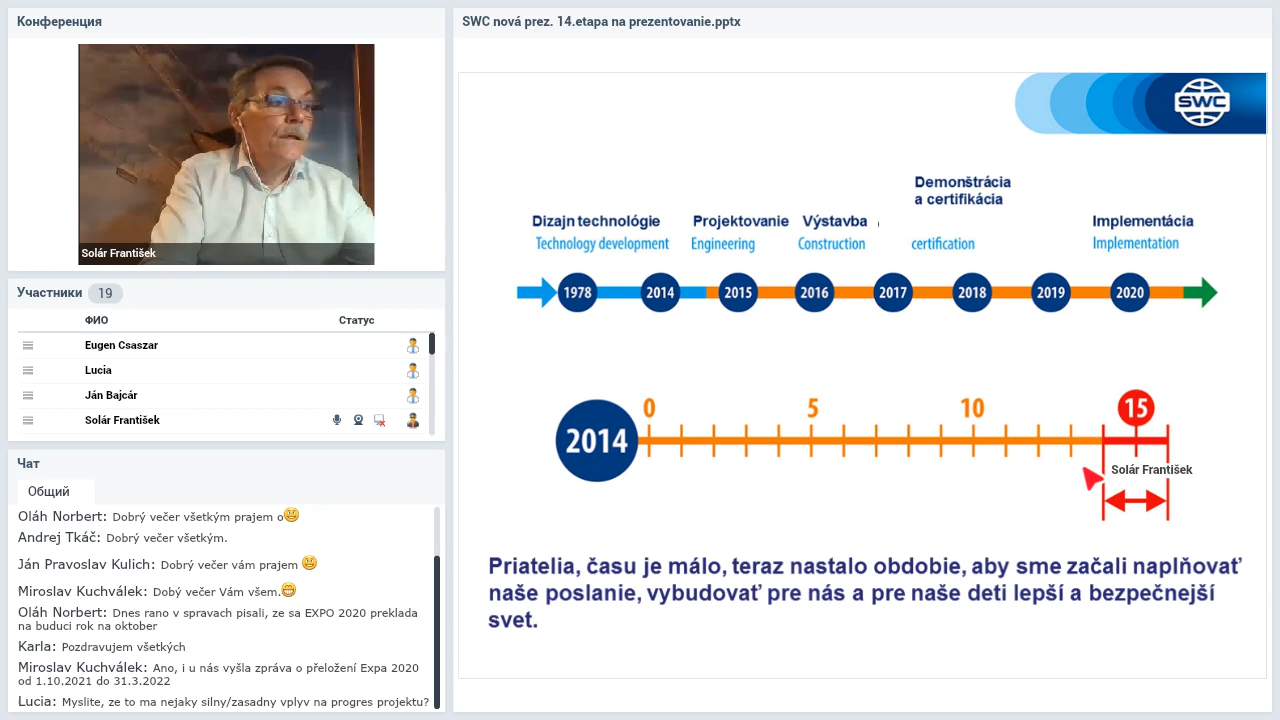 Конференция
Solár František
Участники 19
ФИО
Статус
Eugen Csaszar
Lucia
Ján Bajcár
Solár František
Чат
Общий
Oláh Norbert: Dobrý večer všetkým prajem o
Andrej Tkáč: Dobrý večer všetkým.
Ján Pravoslav Kulich: Dobrý večer vám prajem
Miroslav Kuchválek: Dobý večer Vám všem.
Oláh Norbert: Dnes rano v spravach pisali, ze sa EXPO 2020 preklada
na buduci rok na oktober
Karla: Pozdravujem všetkých
Miroslav Kuchválek: Ano, i u nás vyšla zpráva o přeložení Expa 2020
od 1.10.2021 do 31.3.2022
Lucia: Myslite, ze to ma nejaky silny/zasadny vplyv na progres projektu?
SWC nová prez. 14.etapa na prezentovanie.pptx
SWC
Demonštrácia
a certifikácia
Dizajn technológie Projektovanie Výstavba , Implementácia
Technology development Engineering Construction certification Implementation
1978 2014 2015 2016 2017 2018 2019 2020
0 5 10 15
2014
Solár František
Priatelia, času je málo, teraz nastalo obdobie, aby sme začali naplňovať
naše poslanie, vybudovať pre nás a pre naše deti lepší a bezpečnejší
svet.